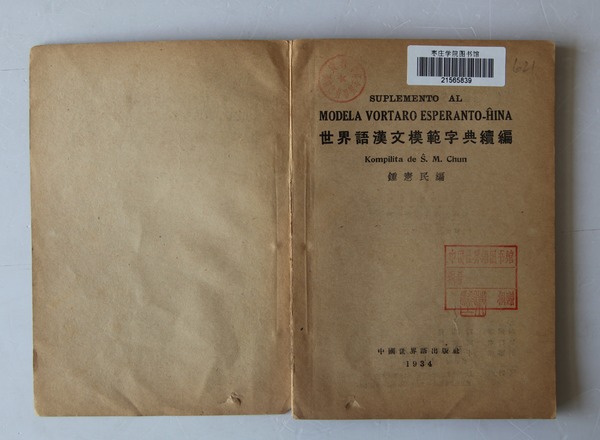 枣庄学院图书馆
21565839
621
SUPLEMENTO AL
MODELA VORTARO ESPERANTO-ĤINA
世界語漢文模範字典續編
Kompilita de Ŝ. M. Chun
鍾憲民編
中國世界語出版社
1934